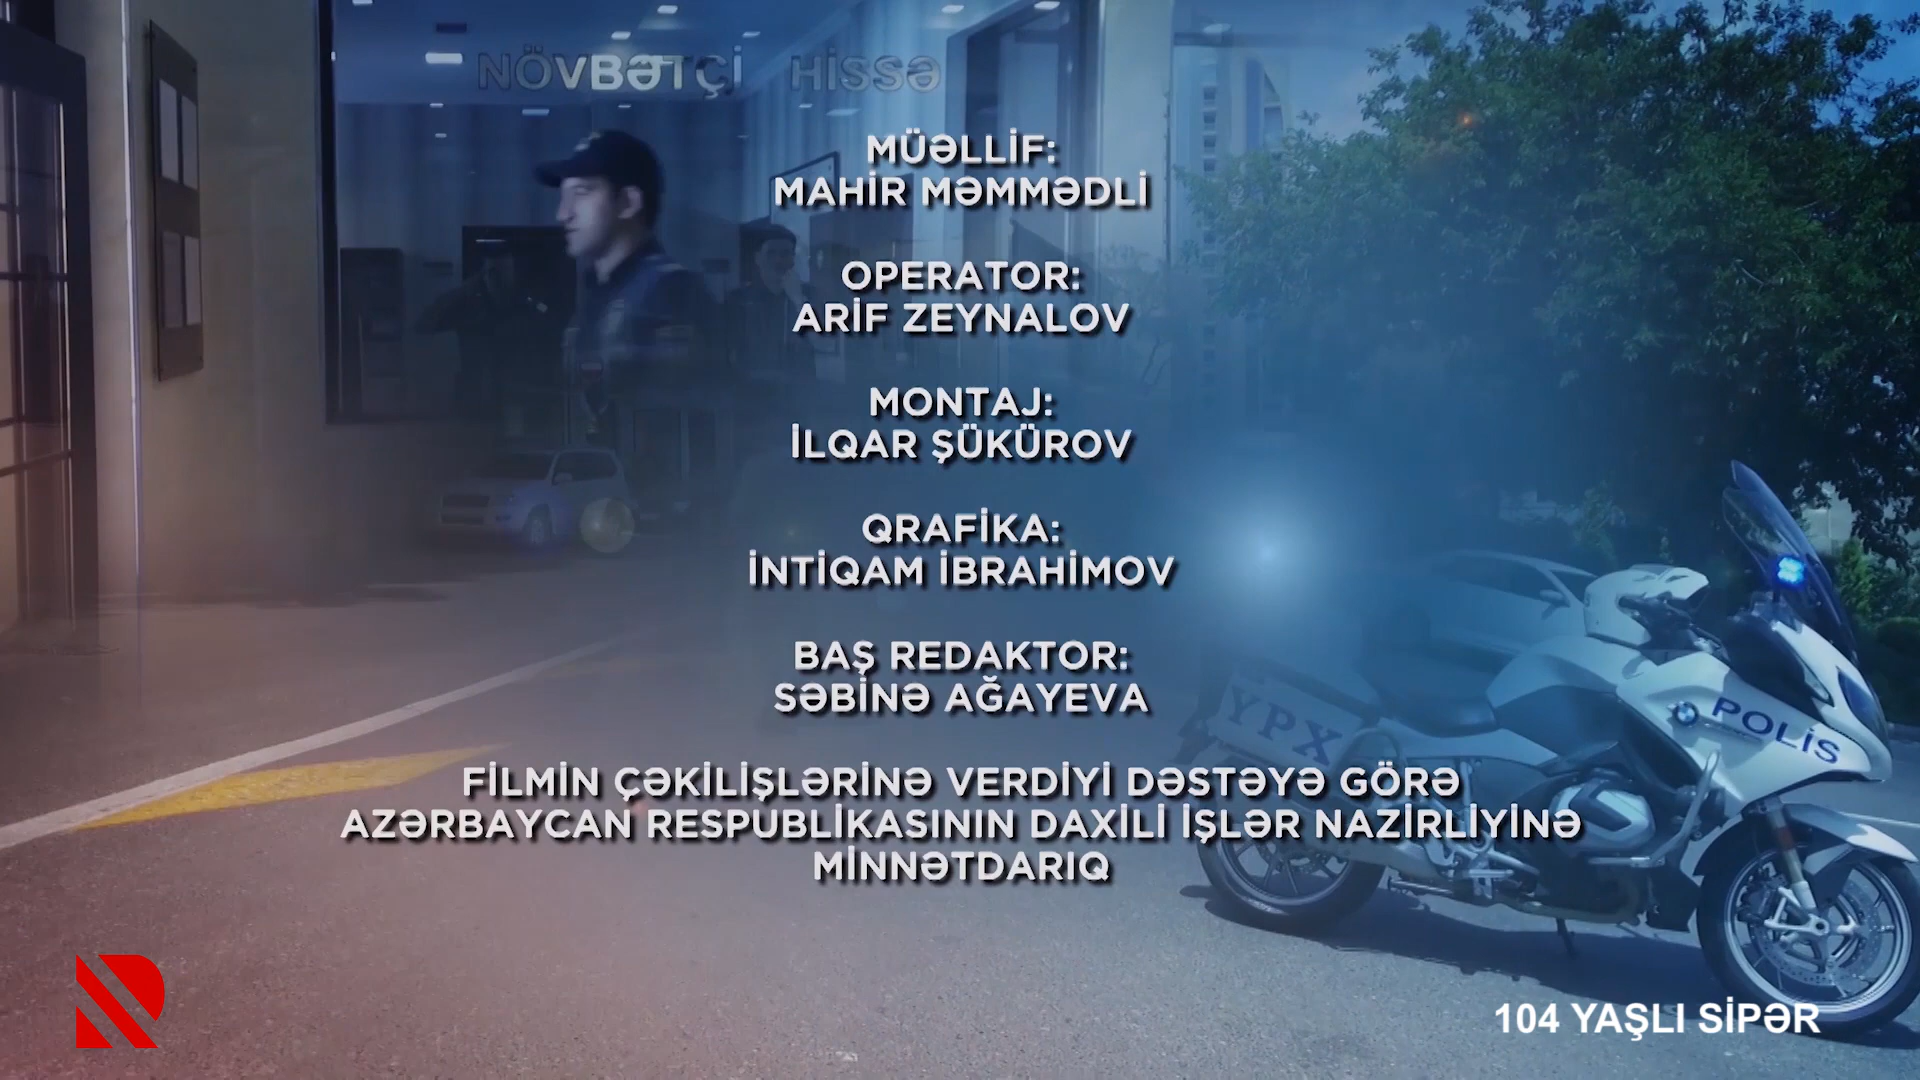 NÖVBƏTÇİ HİSSƏ
MÜƏLLİF:
MAHİR MƏMMƏDLİ
OPERATOR:
ARİF ZEYNALOV
MONTAJ:
İLQAR ŞÜKÜROV
QRAFİKA:
İNTİQAM İBRAHİMOV
BAŞ REDAKTOR:
SƏBİNƏ AĞAYEVA
YPX
POLİS
FİLMİN ÇƏKİLİŞLƏRİNƏ VERDİYİ DƏSTƏYƏ GÖRƏ
AZƏRBAYCAN RESPUBLİKASININ DAXİLİ İŞLƏR NAZİRLİYİNƏ
MİNNƏTDARIQ
104 YAŞLI SİPƏR